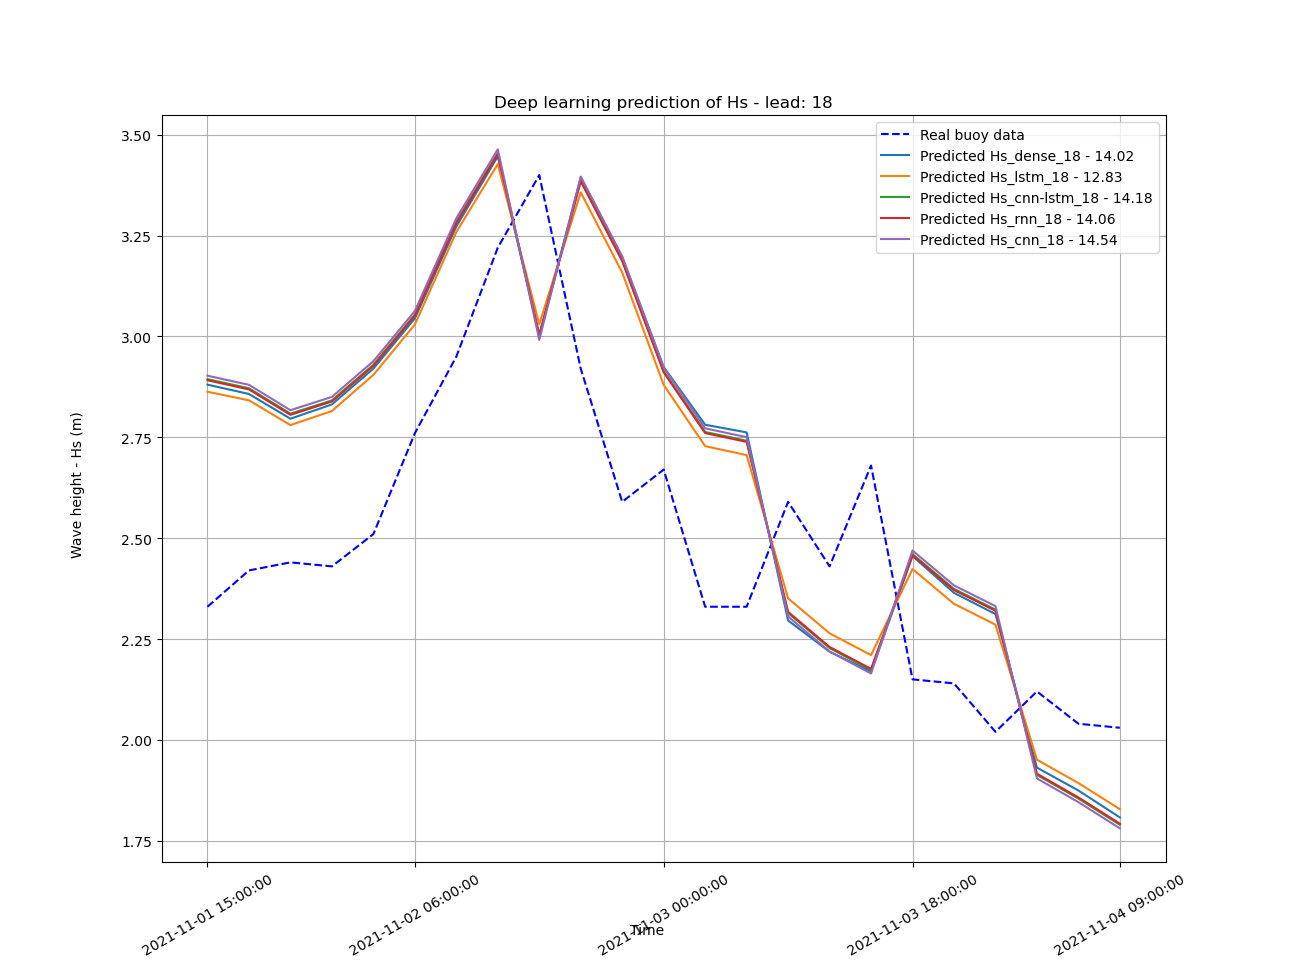 Deep learning prediction of Hs - lead: 18
Real buoy data
Predicted Hs_dense_18 - 14.02
Predicted Hs_lstm_18 - 12.83
Predicted Hs_cnn-lstm_18 - 14.18
Predicted Hs_rnn_18 - 14.06
Predicted Hs_cnn_18 - 14.54
Wave height - Hs (m)
3.50
3.25
3.00
2.75
2.50
2.25
2.00
1.75
2021-11-01 15:00:00
2021-11-02 06:00:00
2021-11-03 00:00:00
2021-11-03 18:00:00
2021-11-04 09:00:00
Time